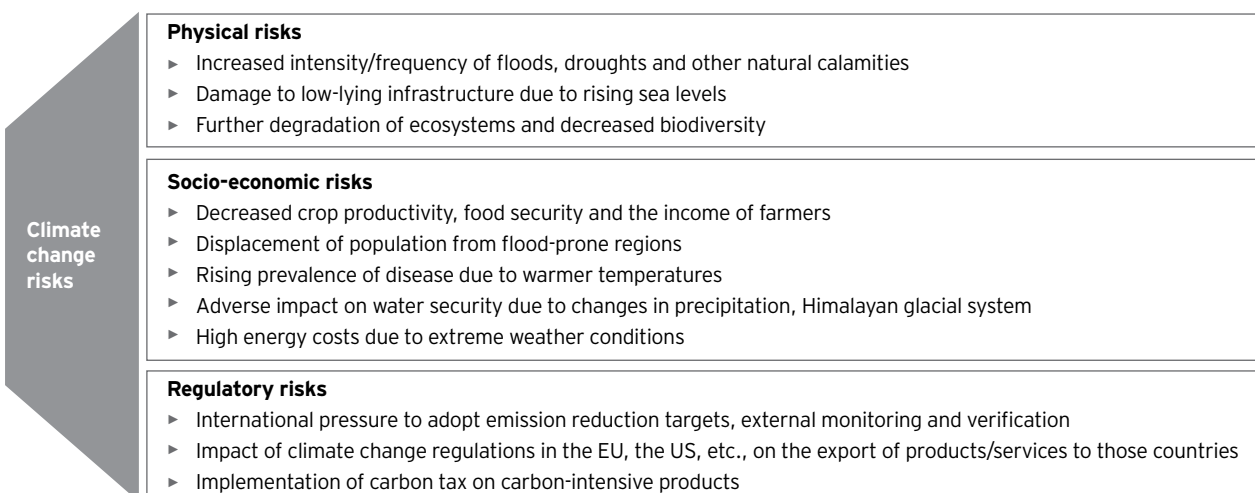 Climate
change
risks
Physical risks
► Increased intensity/frequency of floods, droughts and other natural calamities
► Damage to low-lying infrastructure due to rising sea levels
► Further degradation of ecosystems and decreased biodiversity
Socio-economic risks
► Decreased crop productivity, food security and the income of farmers
► Displacement of population from flood-prone regions
► Rising prevalence of disease due to warmer temperatures
► Adverse impact on water security due to changes in precipitation, Himalayan glacial system
► High energy costs due to extreme weather conditions
Regulatory risks
► International pressure to adopt emission reduction targets, external monitoring and verification
► Impact of climate change regulations in the EU, the US, etc., on the export of products/services to those countries
► Implementation of carbon tax on carbon-intensive products